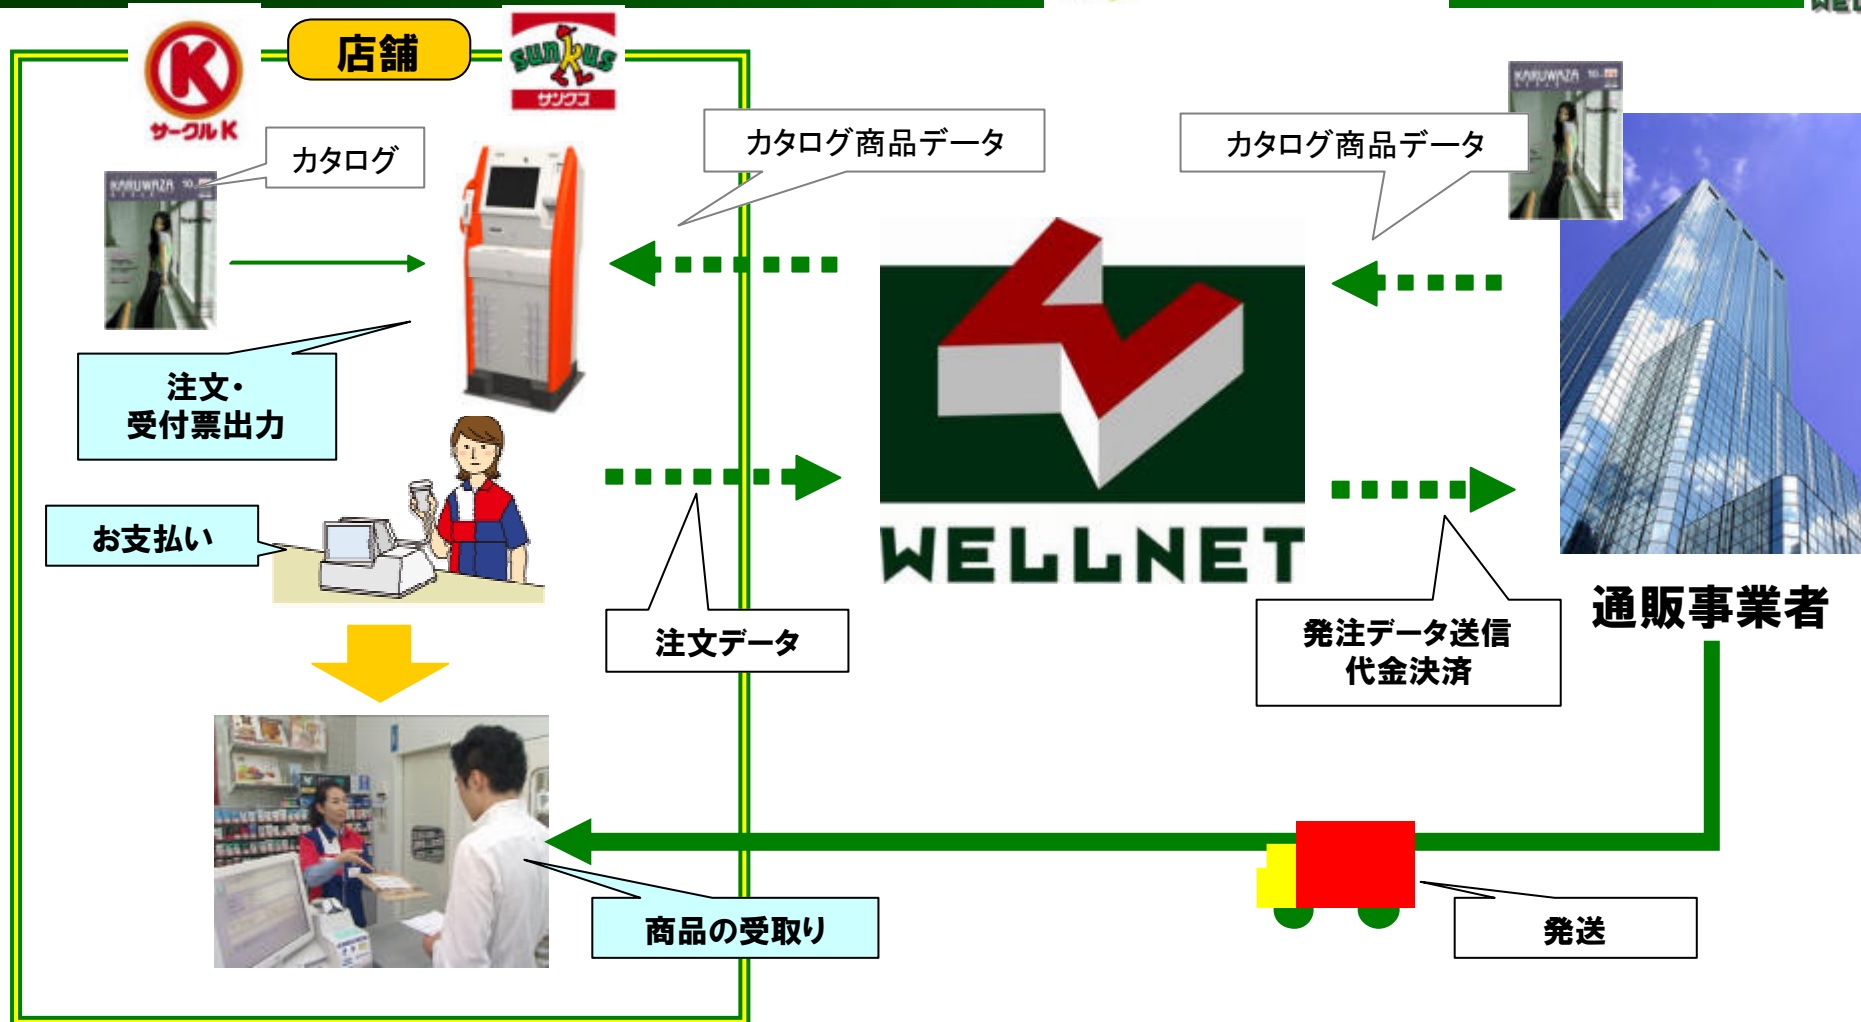 店舗
サークルK
sunkus
サンクス
カタログ
KARUWAZA
カタログ商品データ
カタログ商品データ
KARUWAZA
注文・
受付票出力
お支払い
注文データ
WELLNET
発注データ送信
代金決済
通販事業者
商品の受取り
発送